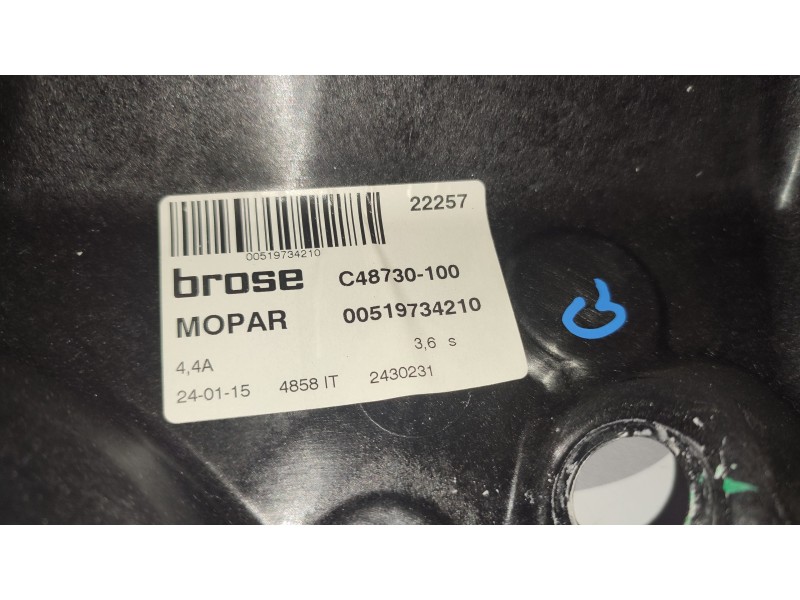 22257
00519734210
brose C48730-100
MOPAR 00519734210
4,4A 3,6 s
24-01-15 4858 IT 2430231